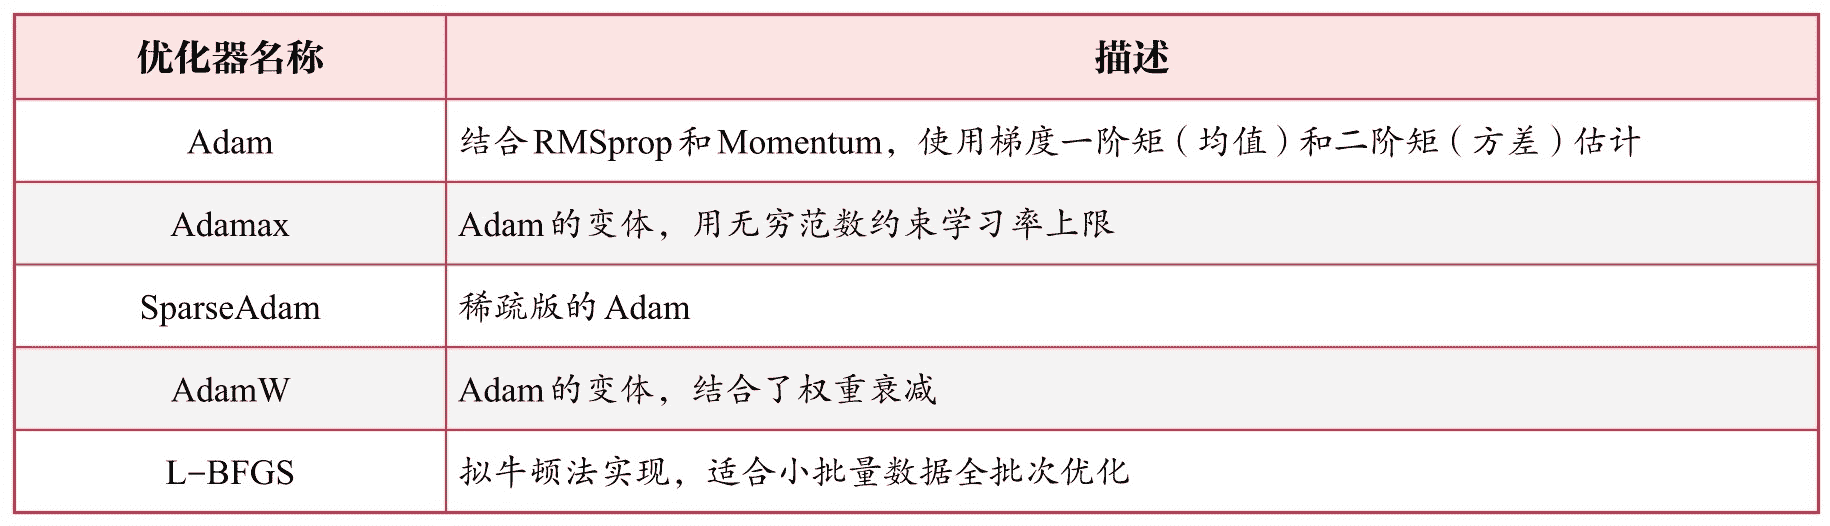 优化器名称 描述
Adam 结合RMSprop和Momentum，使用梯度一阶矩（均值）和二阶矩（方差）估计
Adamax Adam的变体，用无穷范数约束学习率上限
SparseAdam 稀疏版的Adam
AdamW Adam的变体，结合了权重衰减
L-BFGS 拟牛顿法实现，适合小批量数据全批次优化